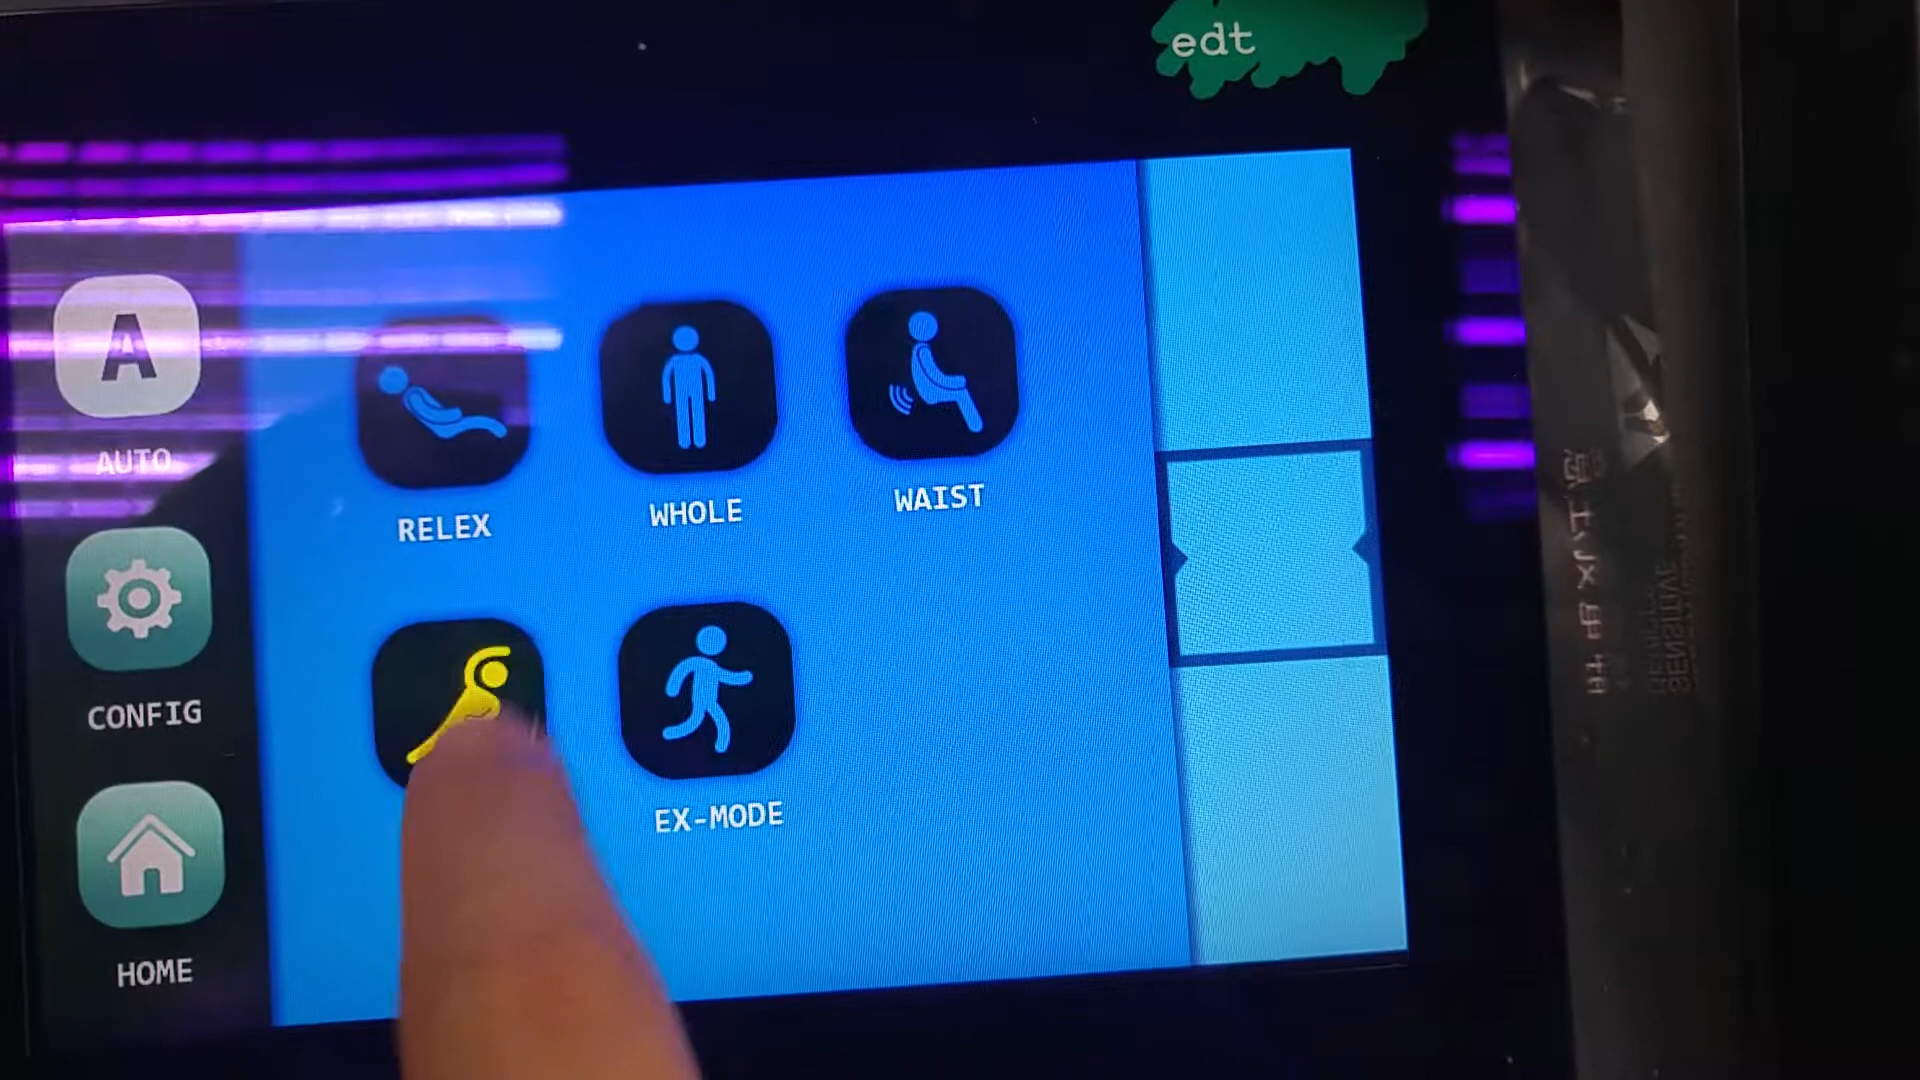 edt
A
AUTO
RELEX
WHOLE
WAIST
CONFIG
EX-MODE
HOME